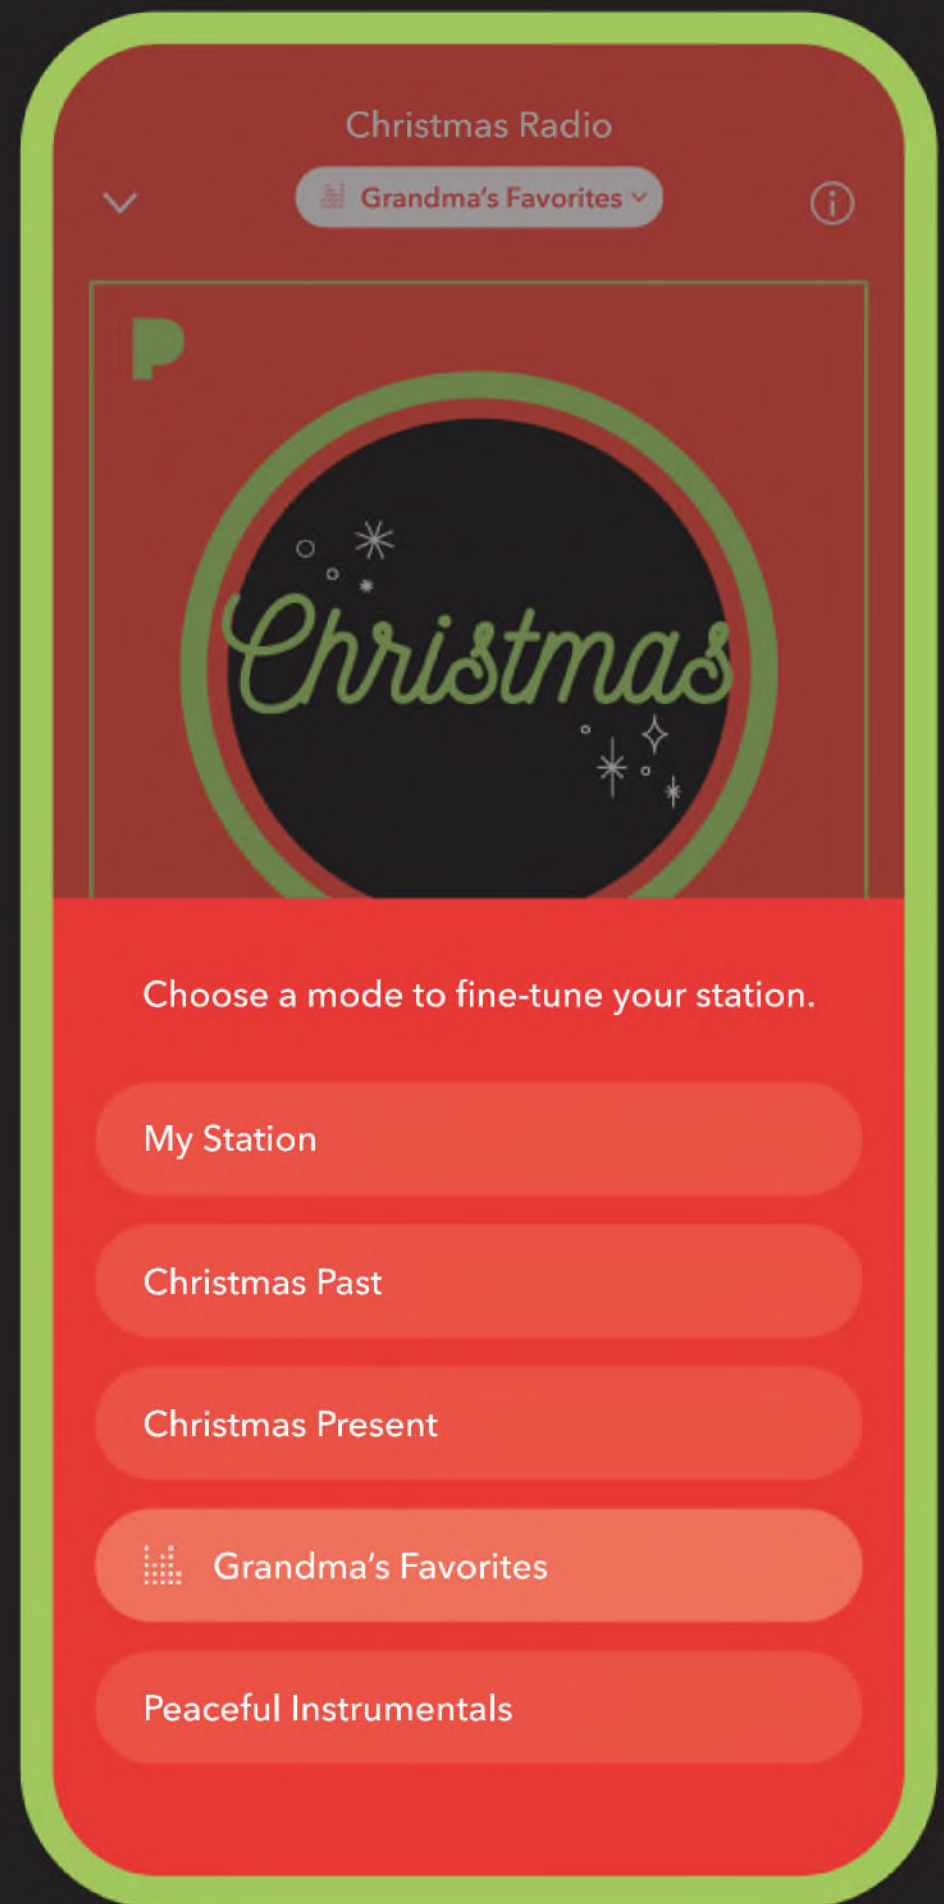 Christmas Radio
Grandma's Favorites
P
Christmas
Choose a mode to fine-tune your station.
My Station
Christmas Past
Christmas Present
Grandma's Favorites
Peaceful Instrumentals